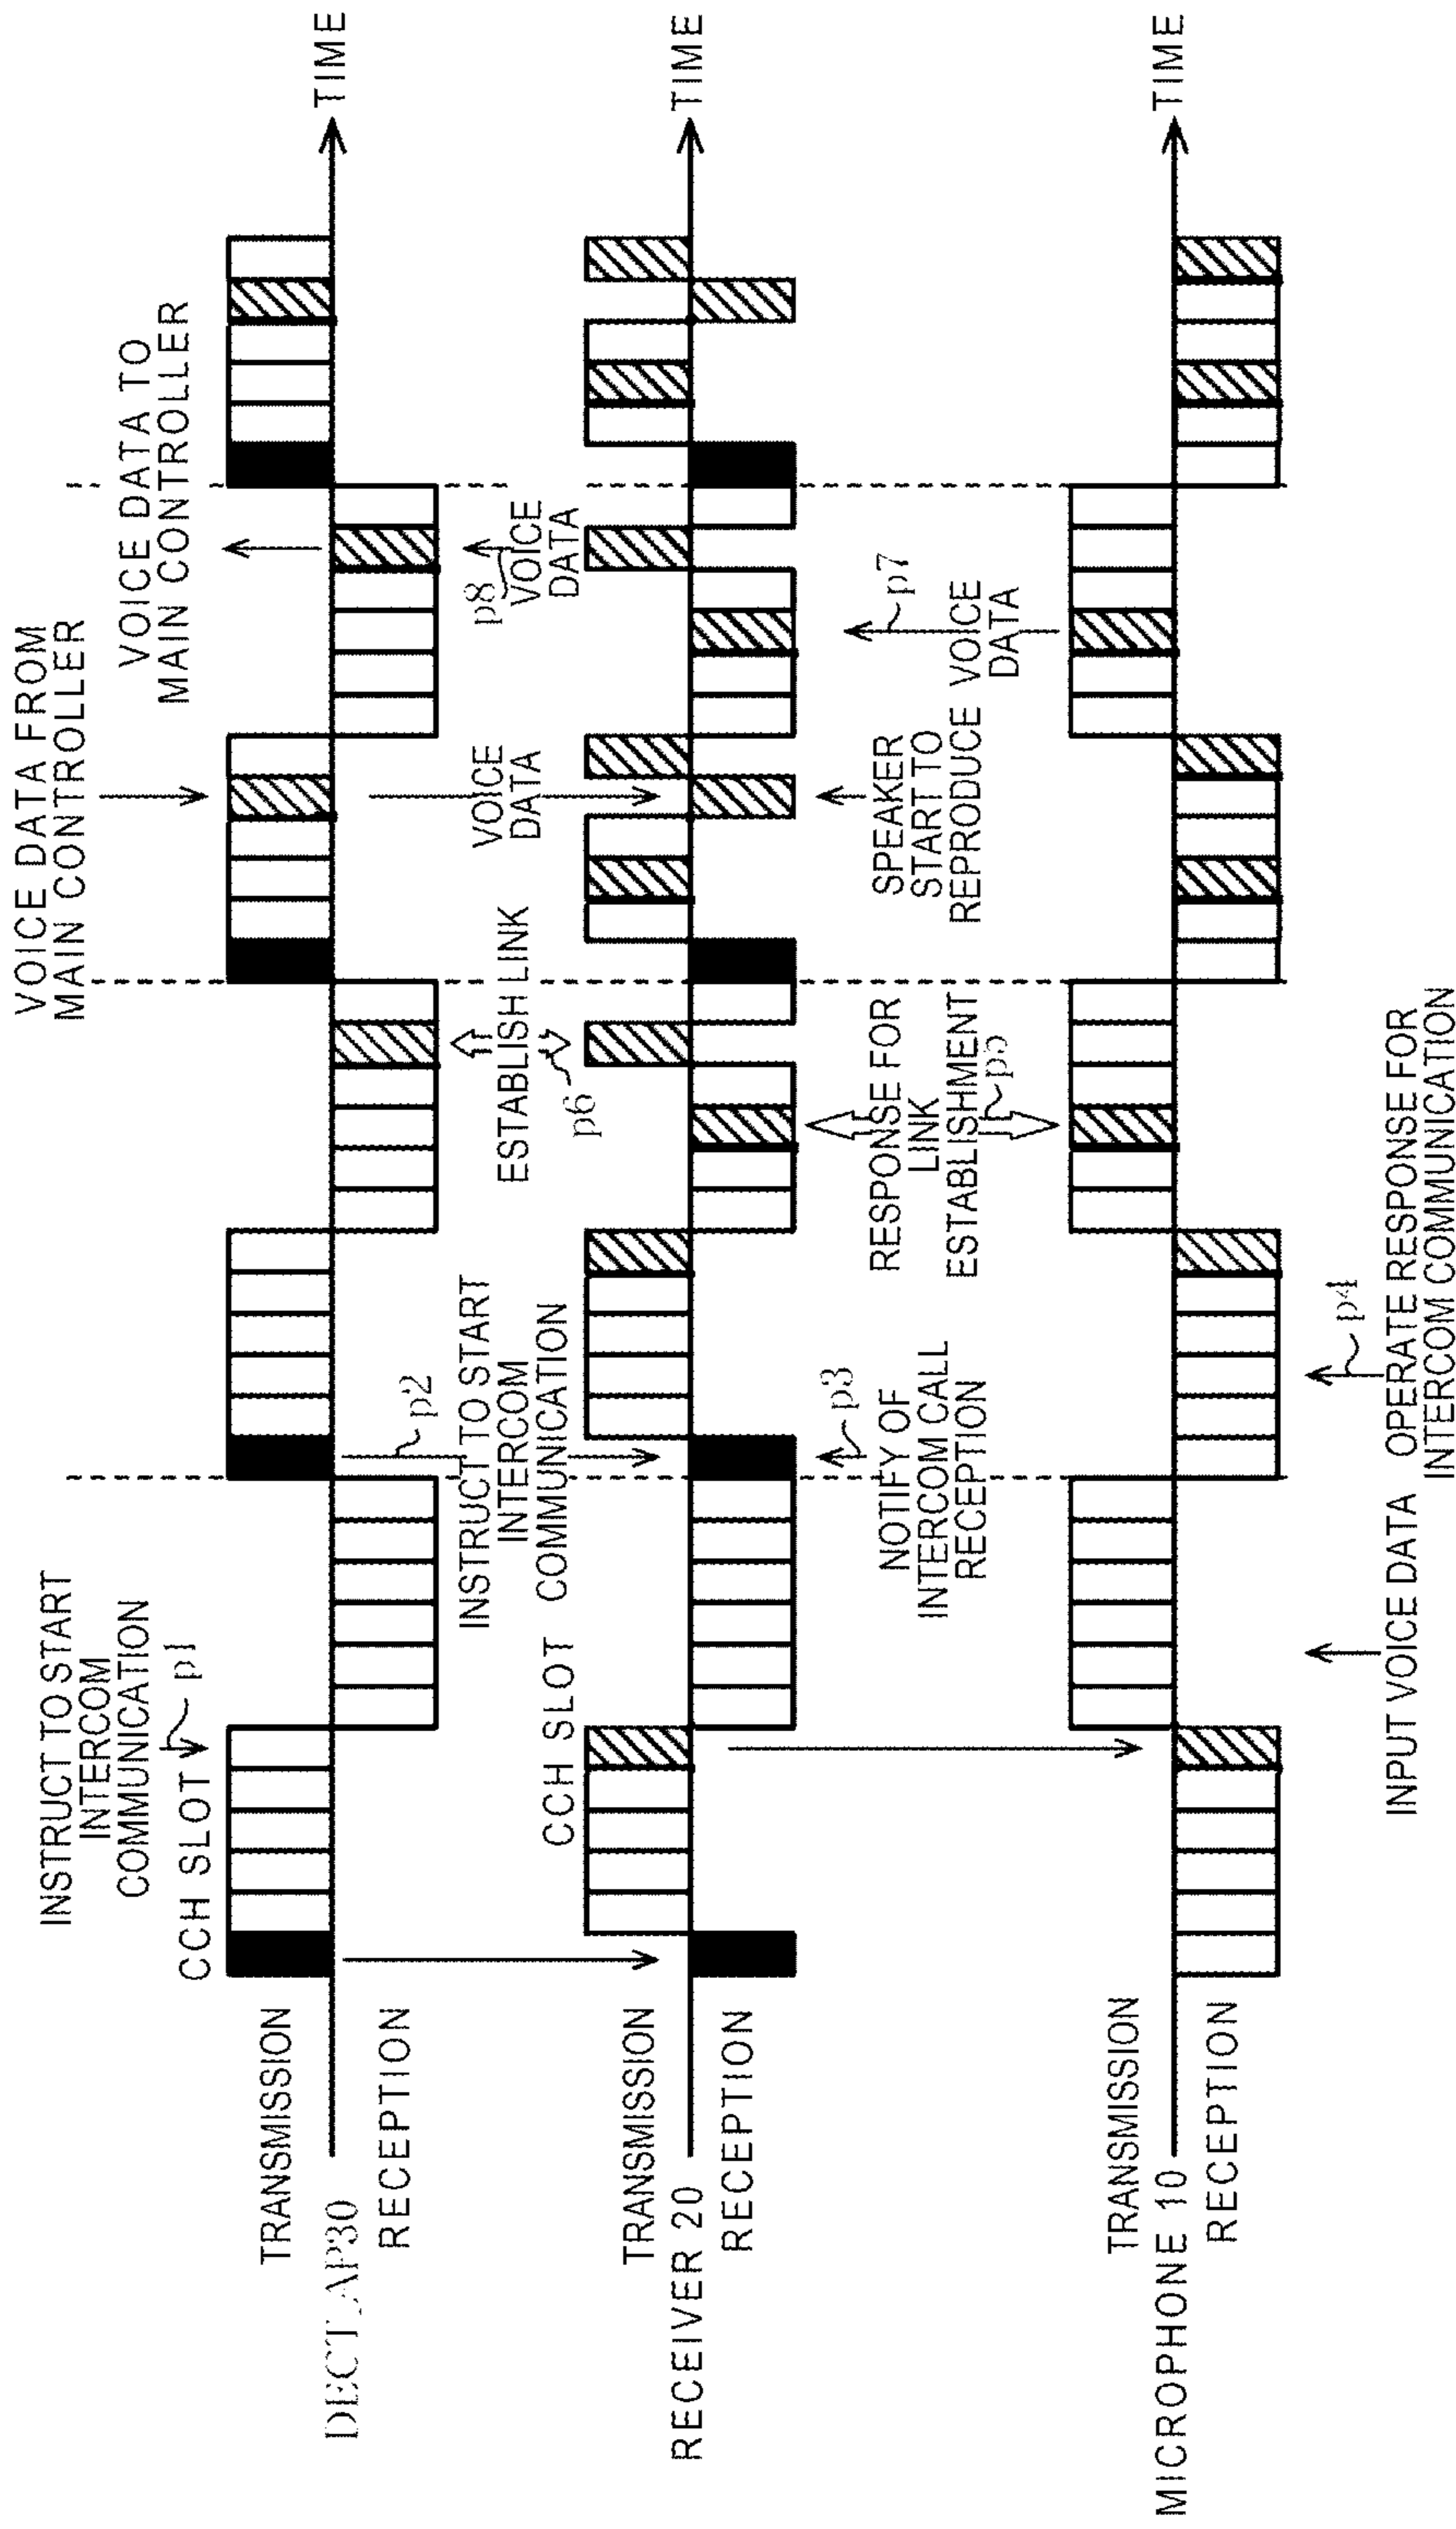 VOICE DATA FROM
MAIN CONTROLLER
VOICE DATA TO
MAIN CONTROLLER
INSTRUCT TO START
INTERCOM
COMMUNICATION
p1
CCH SLOT
TRANSMISSION
DECT_AP30
RECEPTION
TIME
p2
INSTRUCT TO START
INTERCOM
COMMUNICATION
ESTABLISH LINK
p6
VOICE
DATA
p8
VOICE
DATA
CCH SLOT
TRANSMISSION
RECEIVER 20
RECEPTION
TIME
p3
NOTIFY OF
INTERCOM CALL
RECEPTION
RESPONSE FOR
LINK
ESTABLISHMENT
p5
SPEAKER
START TO
REPRODUCE
p7
VOICE
DATA
TRANSMISSION
MICROPHONE 10
RECEPTION
TIME
INPUT VOICE DATA
p4
OPERATE RESPONSE FOR
INTERCOM COMMUNICATION